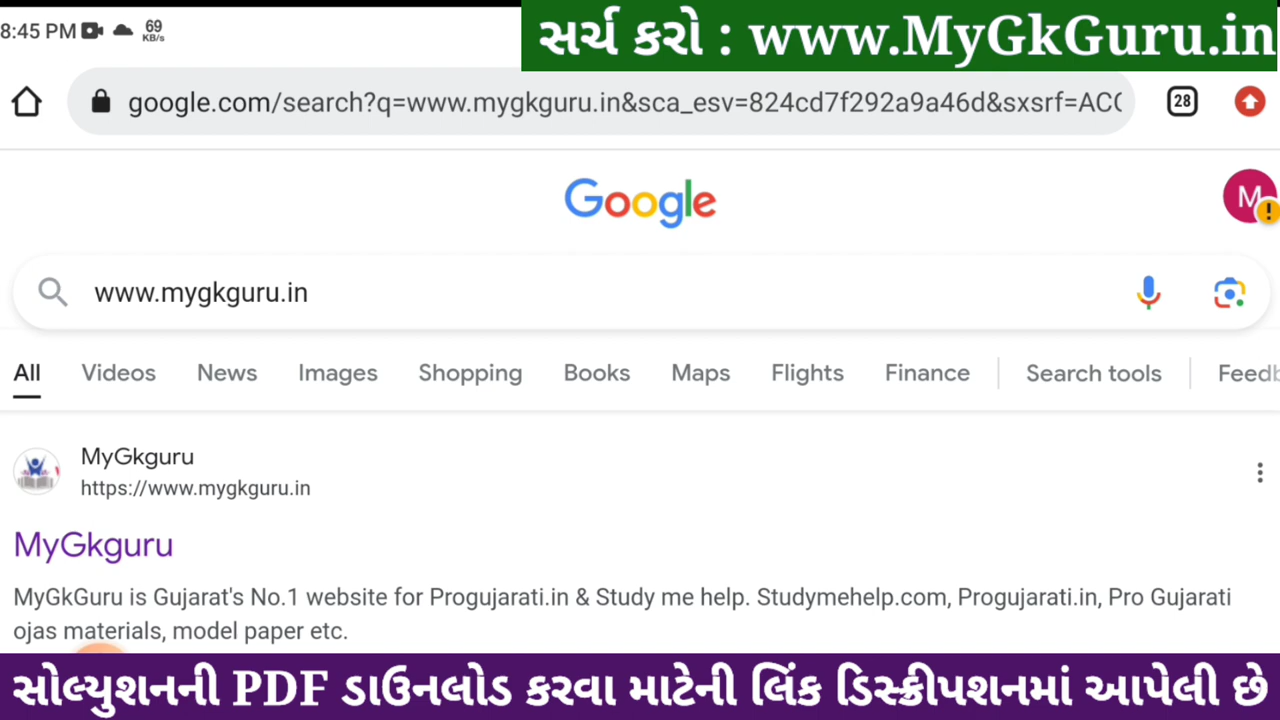 8:45 PM 69 KB/s
સર્ચ કરો : www.MyGkGuru.in
google.com/search?q=www.mygkguru.in&sca_esv=824cd7f292a9a46d&sxsrf=AC
28
Google
M
www.mygkguru.in
All Videos News Images Shopping Books Maps Flights Finance Search tools Feedb
MyGkguru
https://www.mygkguru.in
MyGkguru
MyGkGuru is Gujarat's No.1 website for Progujarati.in & Study me help. Studymehelp.com, Progujarati.in, Pro Gujarati
ojas materials, model paper etc.
સોલ્યુશનની PDF ડાઉનલોડ કરવા માટેની લિંક ડિસ્ક્રીપશનમાં આપેલી છે